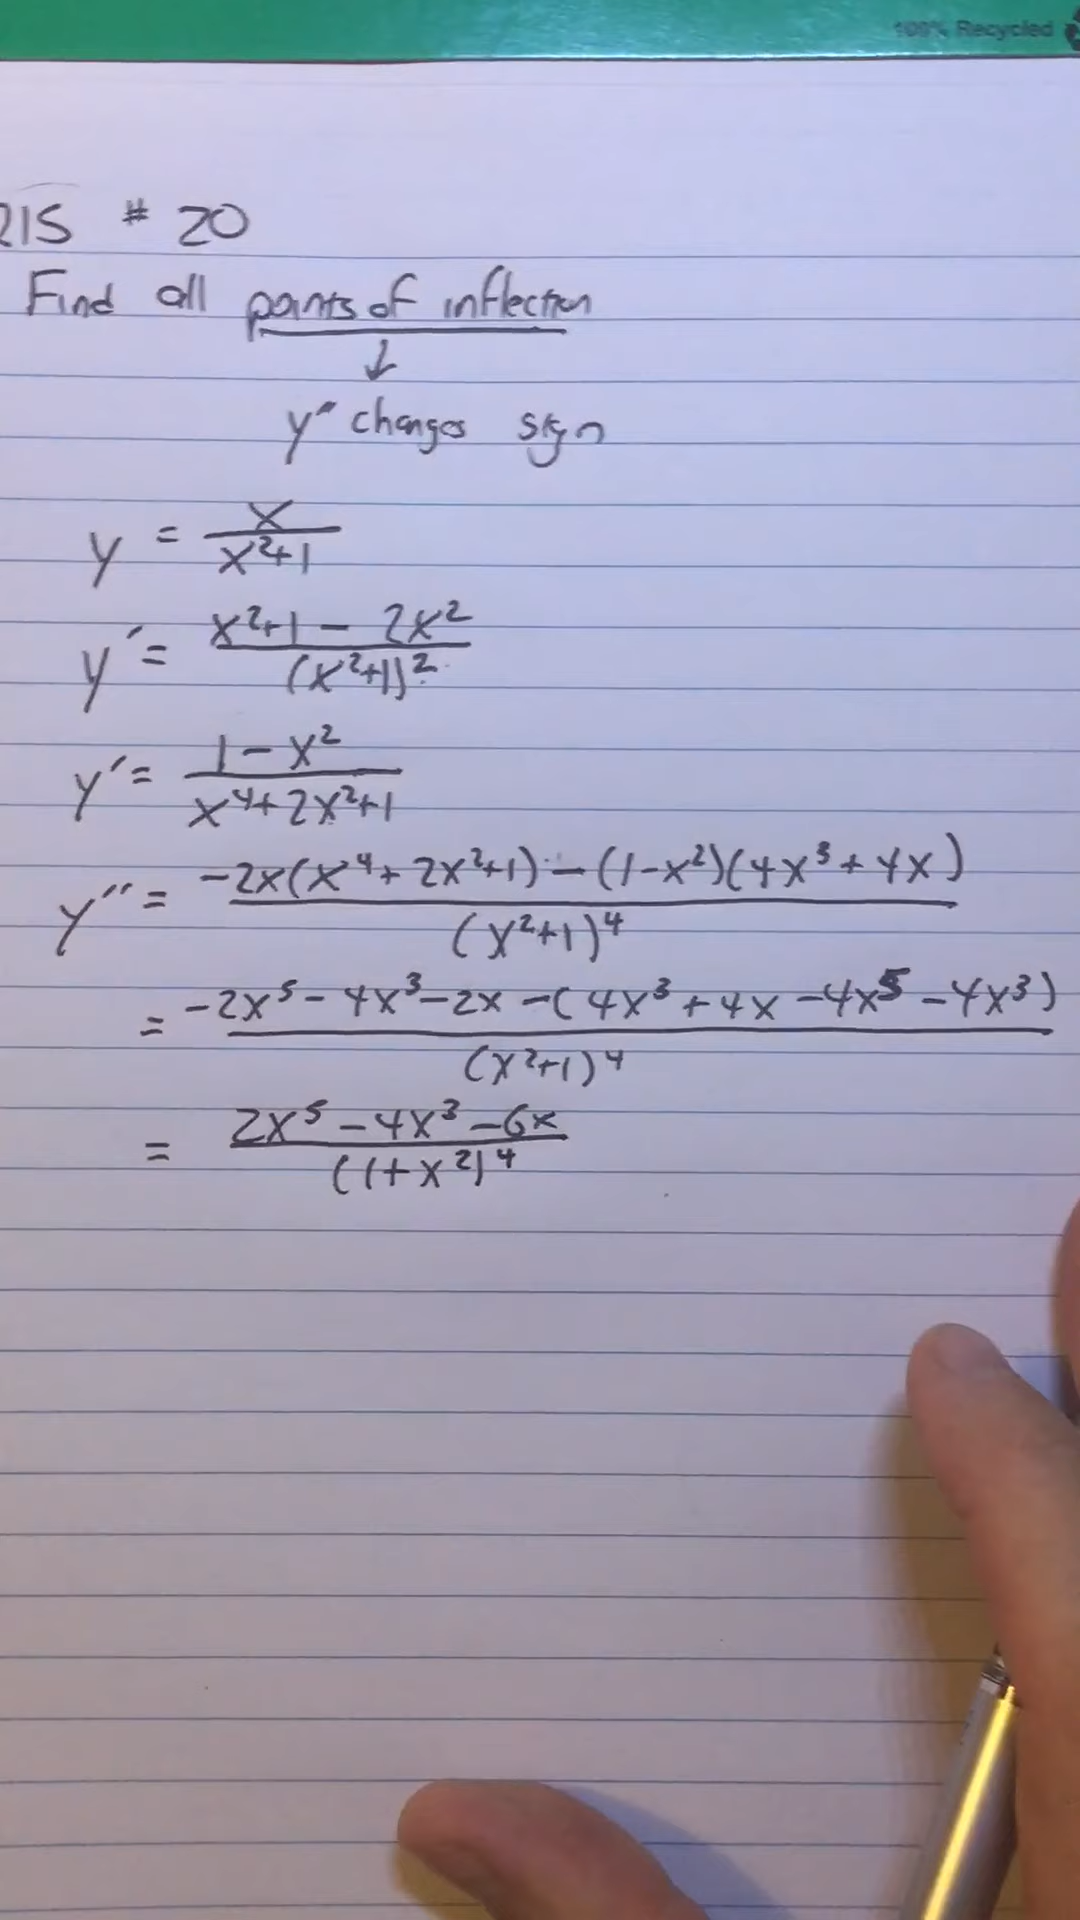 100% Recycled
215 # 20
Find all points of inflection
↓
y" changes sign
y = x/(x²+1)
y' = (x²+1 - 2x²)/(x²+1)²
y' = (1-x²)/(x⁴+2x²+1)
y'' = (-2x(x⁴+2x²+1) - (1-x²)(4x³+4x))/(x²+1)⁴
= (-2x⁵ - 4x³ - 2x - (4x³+4x-4x⁵-4x³))/(x²+1)⁴
= (2x⁵ - 4x³ - 6x)/((1+x²)⁴